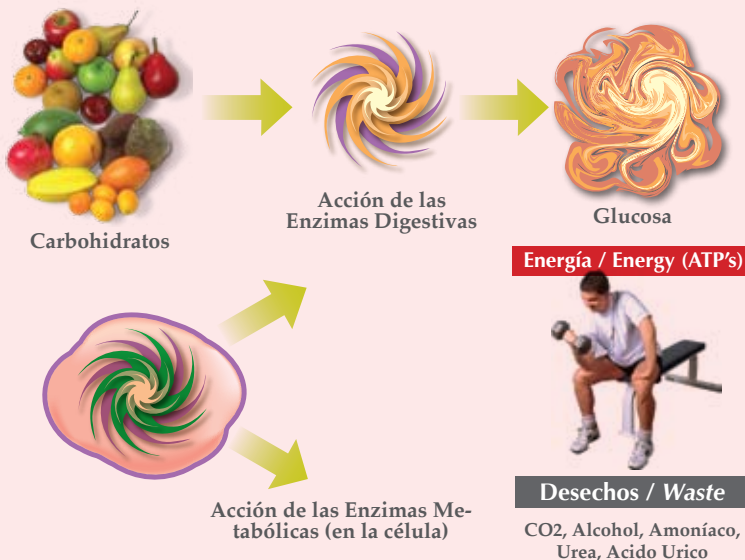 Carbohidratos
Acción de las
Enzimas Digestivas
Glucosa
Energía / Energy (ATP's)
Acción de las Enzimas Me-
tabólicas (en la célula)
Desechos / Waste
CO2, Alcohol, Amoníaco,
Urea, Acido Urico